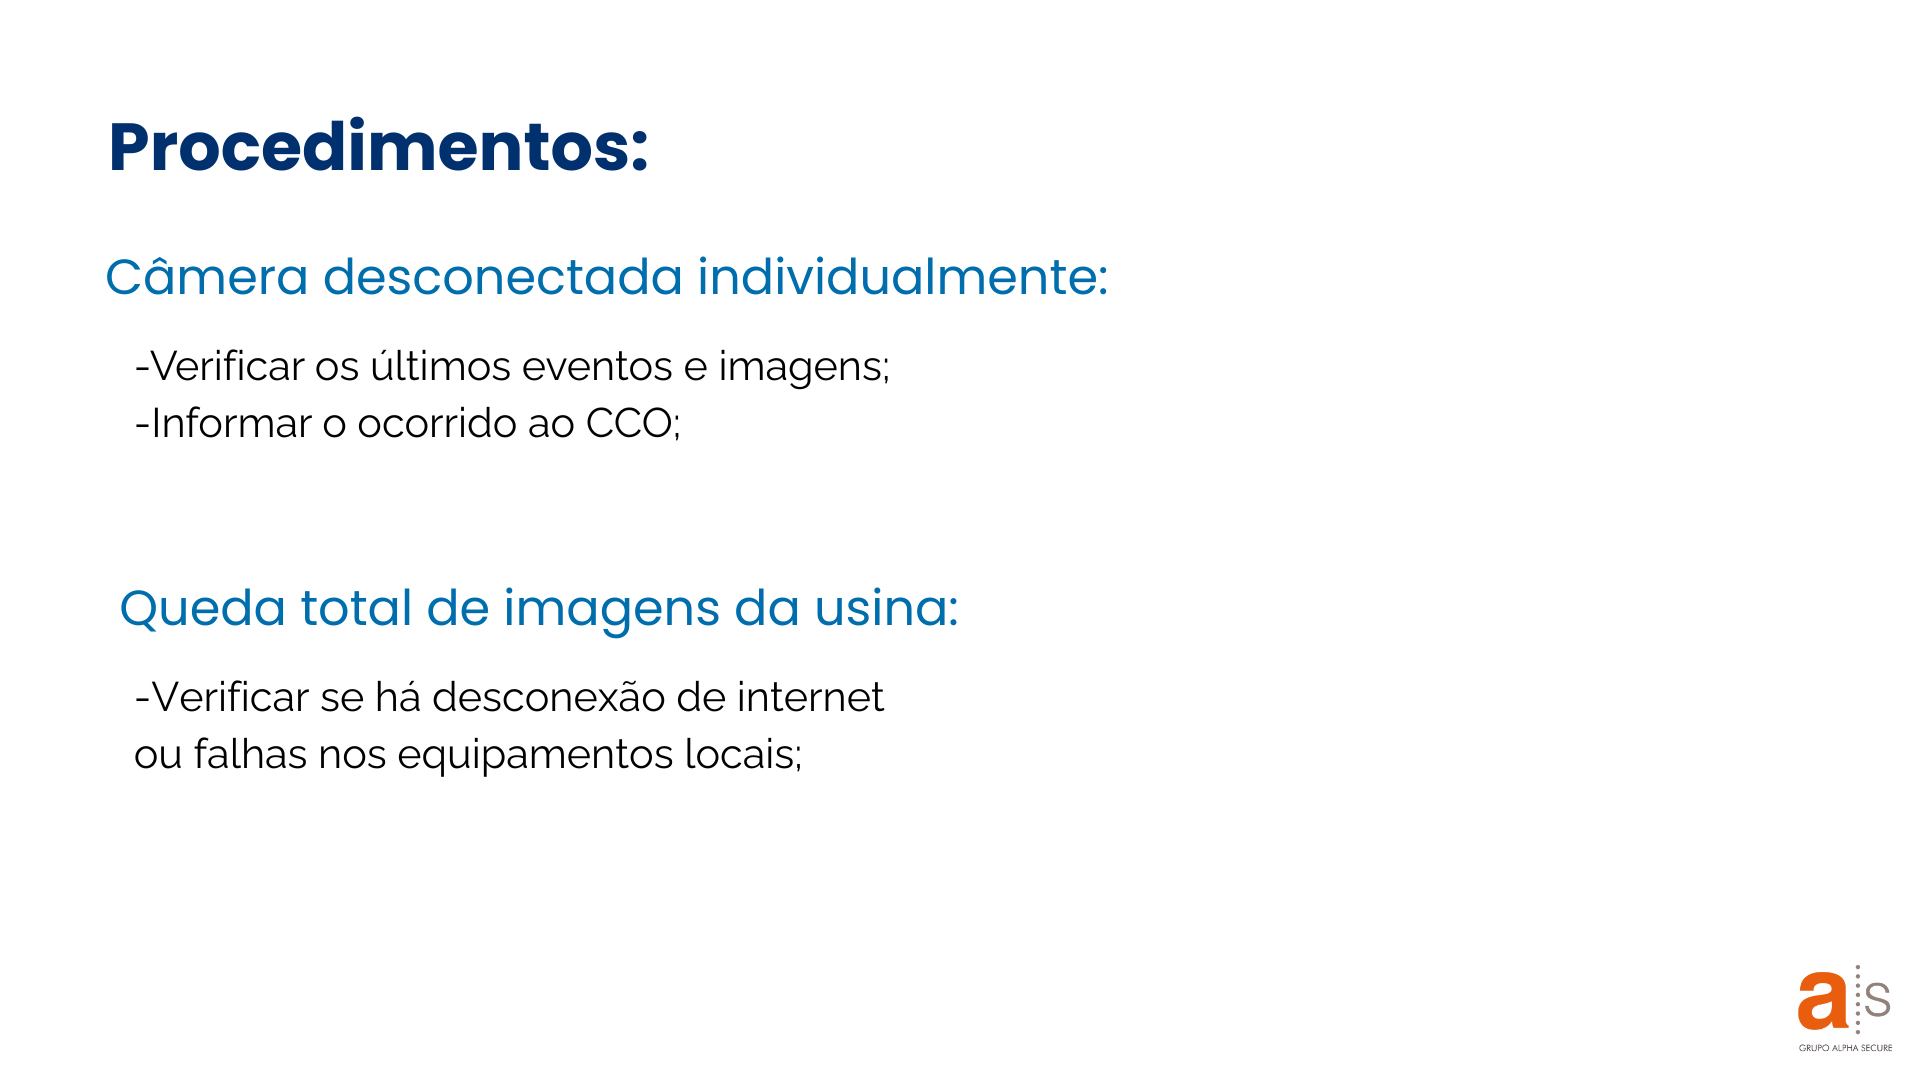 Procedimentos:
Câmera desconectada individualmente:
-Verificar os últimos eventos e imagens;
-Informar o ocorrido ao CCO;
Queda total de imagens da usina:
-Verificar se há desconexão de internet
ou falhas nos equipamentos locais;
a s
GRUPO ALPHA SECURE